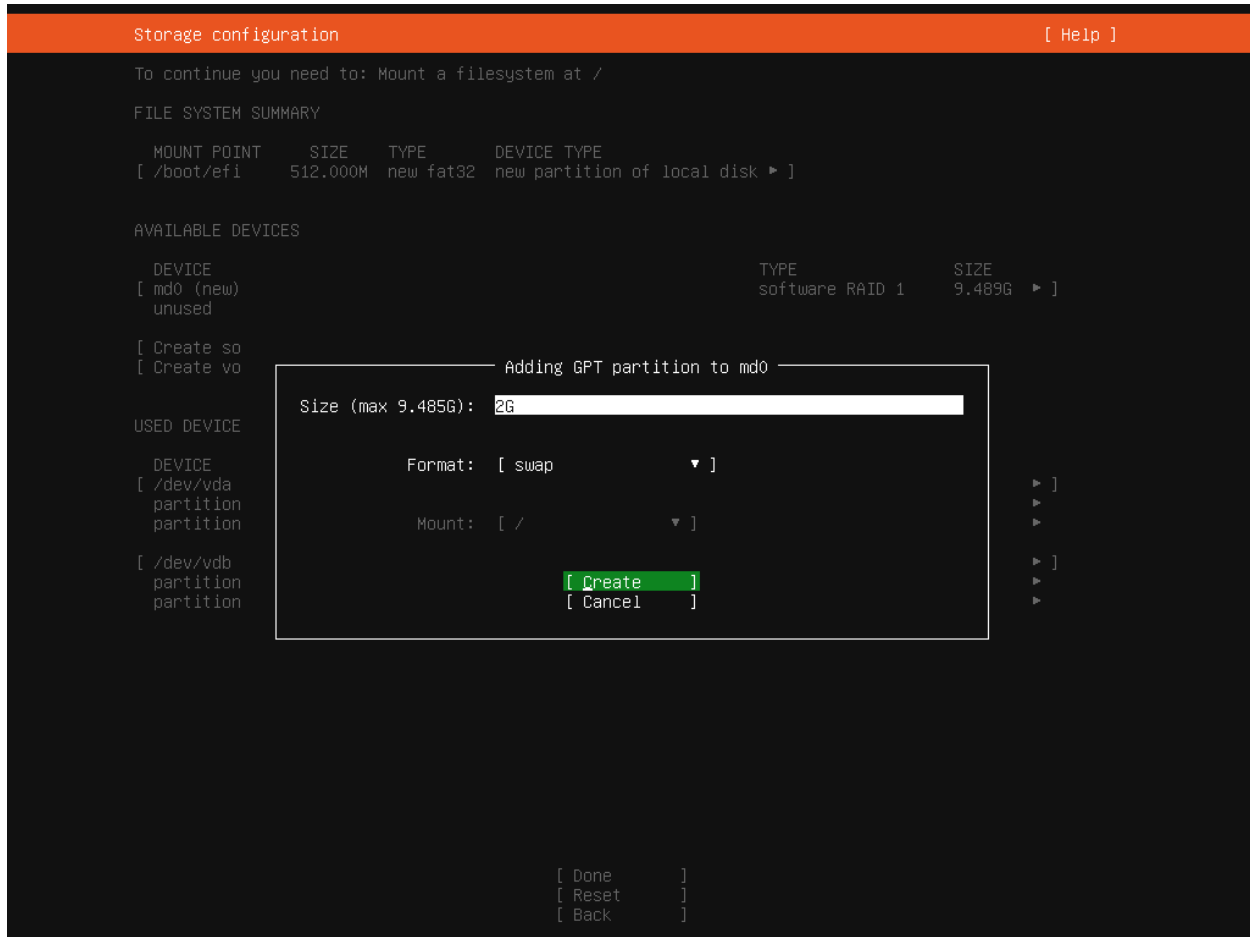 Storage configuration [ Help ]
To continue you need to: Mount a filesystem at /
FILE SYSTEM SUMMARY
MOUNT POINT SIZE TYPE DEVICE TYPE
[ /boot/efi 512.000M new fat32 new partition of local disk ▸ ]
AVAILABLE DEVICES
DEVICE TYPE SIZE
[ md0 (new) software RAID 1 9.489G ▸ ]
unused
[ Create so
[ Create vo
Adding GPT partition to md0
Size (max 9.485G): 2G
USED DEVICE
Format: [ swap ▾ ]
DEVICE
[ /dev/vda ▸ ]
partition ▸
partition ▸
Mount: [ / ▾ ]
[ /dev/vdb ▸ ]
partition ▸
partition ▸
[ Create ]
[ Cancel ]
[ Done ]
[ Reset ]
[ Back ]